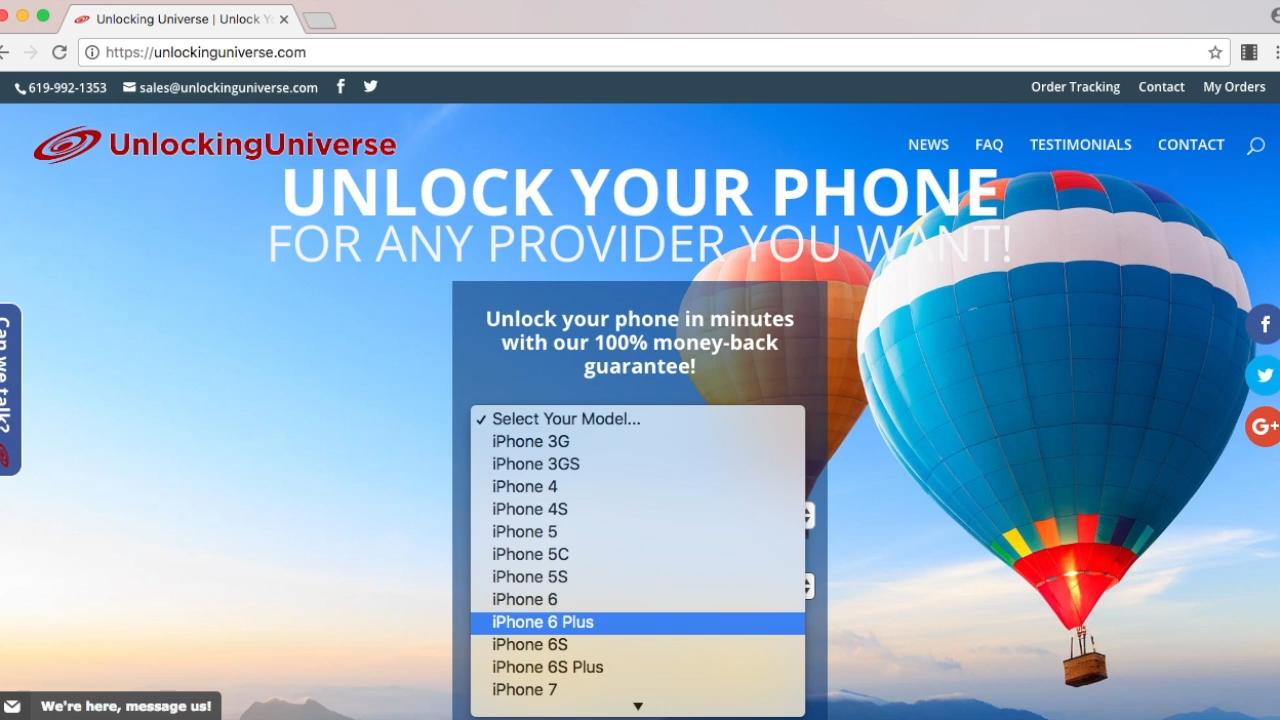 Unlocking Universe | Unlock Yo
https://unlockinguniverse.com
619-992-1353 sales@unlockinguniverse.com
Order Tracking Contact My Orders
UnlockingUniverse
NEWS FAQ TESTIMONIALS CONTACT
UNLOCK YOUR PHONE
FOR ANY PROVIDER YOU WANT!
Unlock your phone in minutes
with our 100% money-back
guarantee!
Can we talk?
✓ Select Your Model...
iPhone 3G
iPhone 3GS
iPhone 4
iPhone 4S
iPhone 5
iPhone 5C
iPhone 5S
iPhone 6
iPhone 6 Plus
iPhone 6S
iPhone 6S Plus
iPhone 7
G+
We're here, message us!